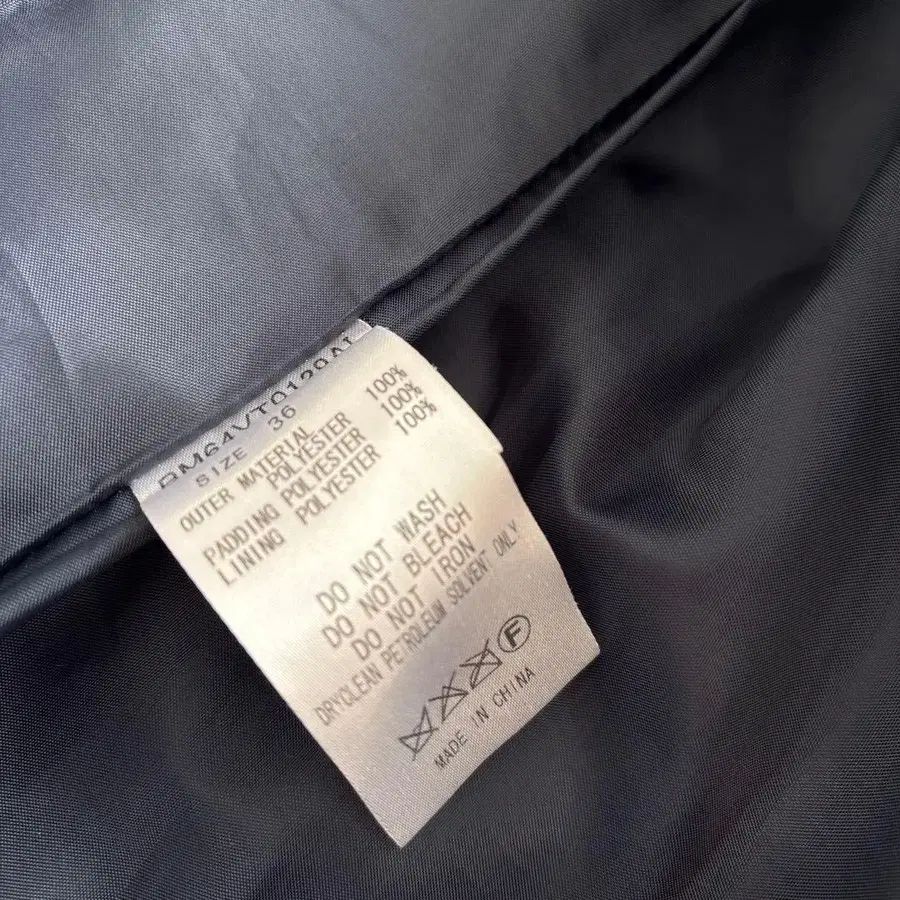 SIZE 36
OUTER MATERIAL
POLYESTER 100%
PADDING POLYESTER 100%
LINING POLYESTER 100%
DO NOT WASH
DO NOT BLEACH
DO NOT IRON
DRYCLEAN PETROLEUM SOLVENT ONLY
F
MADE IN CHINA